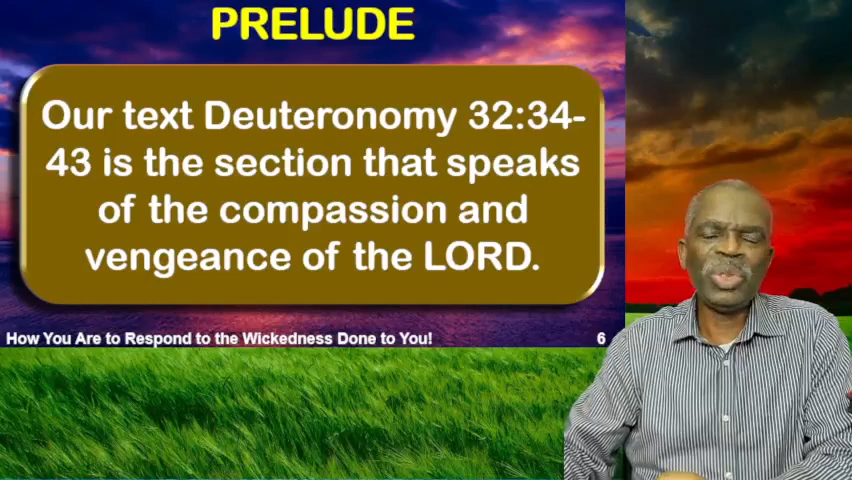 PRELUDE
Our text Deuteronomy 32:34-
43 is the section that speaks
of the compassion and
vengeance of the LORD.
How You Are to Respond to the Wickedness Done to You! 6